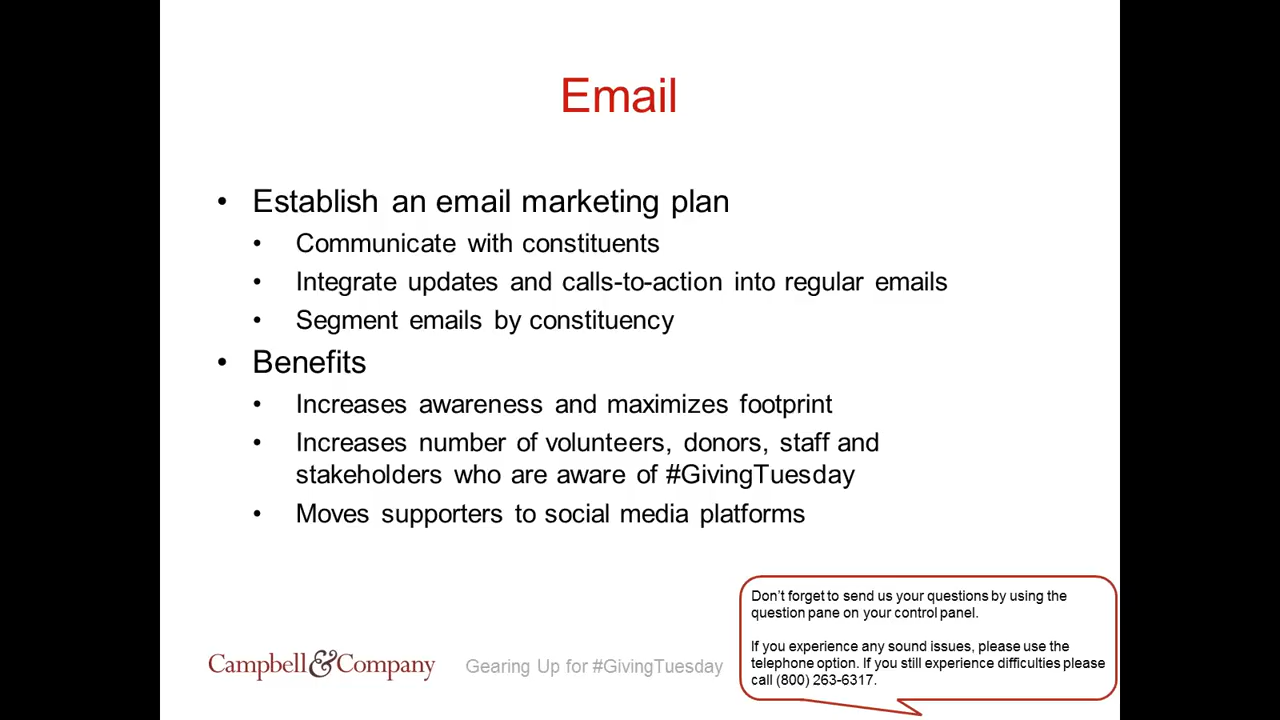 Email
• Establish an email marketing plan
• Communicate with constituents
• Integrate updates and calls-to-action into regular emails
• Segment emails by constituency
• Benefits
• Increases awareness and maximizes footprint
• Increases number of volunteers, donors, staff and
stakeholders who are aware of #GivingTuesday
• Moves supporters to social media platforms
Don’t forget to send us your questions by using the
question pane on your control panel.
If you experience any sound issues, please use the
telephone option. If you still experience difficulties please
call (800) 263-6317.
Campbell&Company
Gearing Up for #GivingTuesday